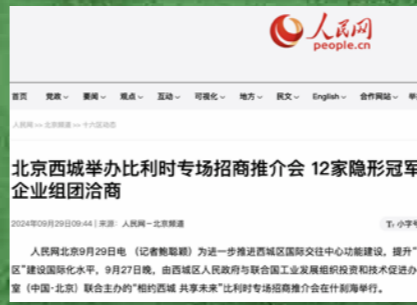 人民网
people.cn
首页 党政 要闻 观点 互动 可视化 地方 民文 English 合作网站
人民网 >> 北京频道 >> 十六区动态
北京西城举办比利时专场招商推介会 12家隐形冠军
企业组团洽商
2024年09月29日09:44 | 来源：人民网－北京频道 小字号
人民网北京9月29日电 （记者鲍聪颖）为进一步推进西城区国际交往中心功能建设，提升“
区”建设国际化水平，9月27日晚，由西城区人民政府与联合国工业发展组织投资和技术促进办
室（中国·北京）联合主办的“相约西城 共享未来”比利时专场招商推介会在什刹海举行。